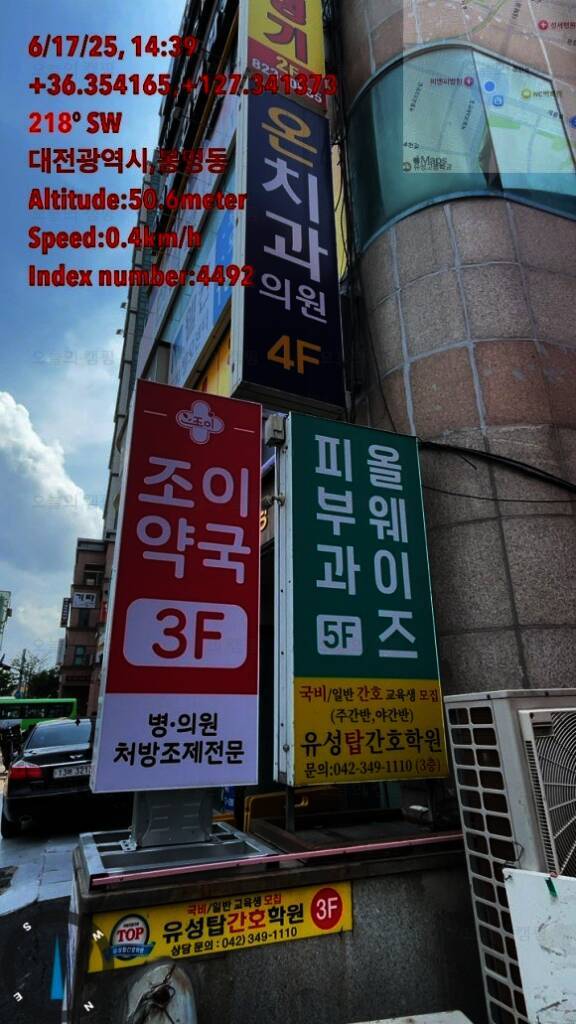 6/17/25, 14:39
+36.354165,+127.341373
218° SW
대전광역시,봉명동
Altitude:50.6meter
Speed:0.4km/h
Index number:4492
Maps
2F
온치과
의원
4F
조이
약국
3F
병·의원
처방조제전문
올웨이즈
피부과
5F
국비/일반 간호 교육생 모집
(주간반,야간반)
유성탑간호학원
문의:042-349-1110 (3층)
국비/일반 교육생 모집
TOP
유성탑간호학원
3F
상담 문의 : 042) 349-1110
S
W
N
E